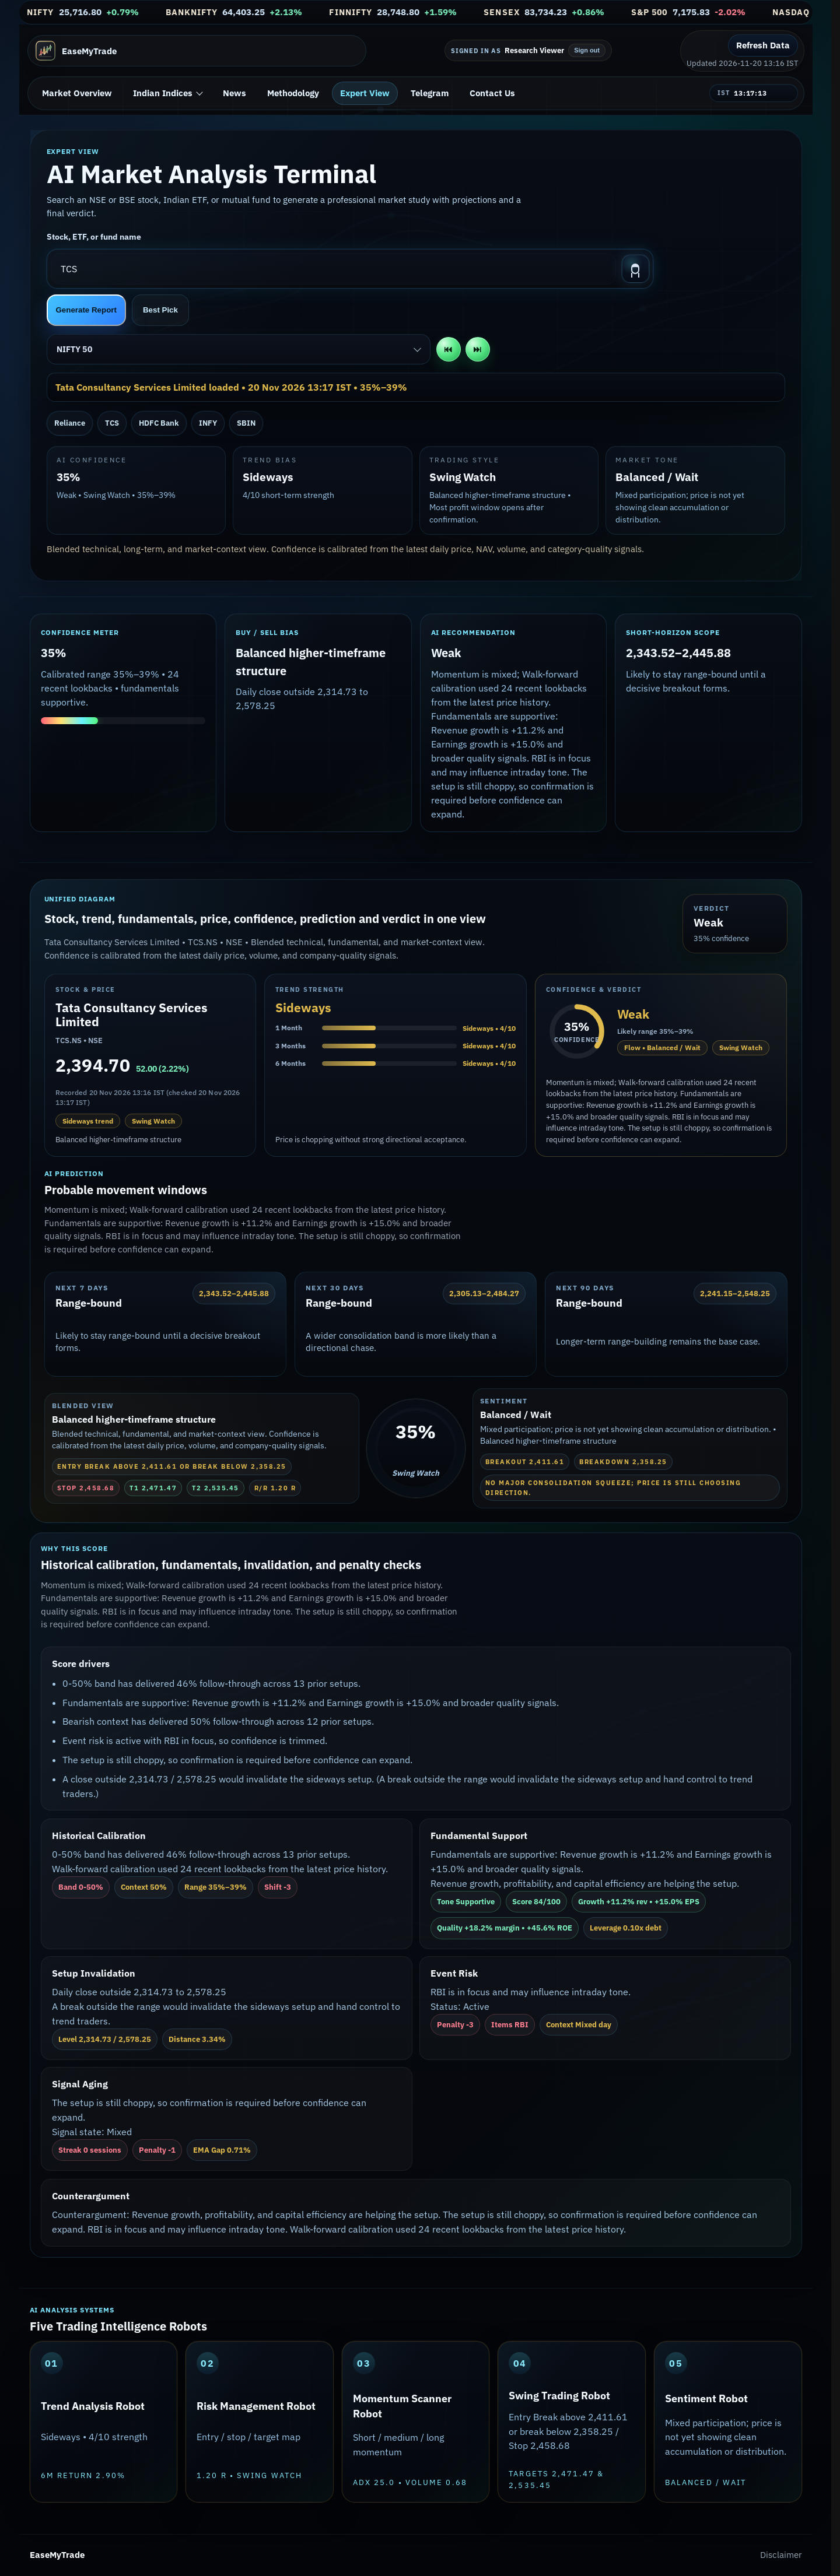 NIFTY 25,716.80 +0.79% BANKNIFTY 64,403.25 +2.13% FINNIFTY 28,748.80 +1.59% SENSEX 83,734.23 +0.86% S&P 500 7,175.83 -2.02% NASDAQ
EaseMyTrade
SIGNED IN AS Research Viewer Sign out
Refresh Data
Updated 2026-11-20 13:16 IST
Market Overview Indian Indices News Methodology Expert View Telegram Contact Us IST 13:17:13
EXPERT VIEW
AI Market Analysis Terminal
Search an NSE or BSE stock, Indian ETF, or mutual fund to generate a professional market study with projections and a
final verdict.
Stock, ETF, or fund name
TCS
Generate Report Best Pick
NIFTY 50
Tata Consultancy Services Limited loaded • 20 Nov 2026 13:17 IST • 35%–39%
Reliance TCS HDFC Bank INFY SBIN
AI CONFIDENCE
35%
Weak • Swing Watch • 35%–39%
TREND BIAS
Sideways
4/10 short-term strength
TRADING STYLE
Swing Watch
Balanced higher-timeframe structure •
Most profit window opens after
confirmation.
MARKET TONE
Balanced / Wait
Mixed participation; price is not yet
showing clean accumulation or
distribution.
Blended technical, long-term, and market-context view. Confidence is calibrated from the latest daily price, NAV, volume, and category-quality signals.
CONFIDENCE METER
35%
Calibrated range 35%–39% • 24
recent lookbacks • fundamentals
supportive.
BUY / SELL BIAS
Balanced higher-timeframe
structure
Daily close outside 2,314.73 to
2,578.25
AI RECOMMENDATION
Weak
Momentum is mixed; Walk-forward
calibration used 24 recent lookbacks
from the latest price history.
Fundamentals are supportive:
Revenue growth is +11.2% and
Earnings growth is +15.0% and
broader quality signals. RBI is in focus
and may influence intraday tone. The
setup is still choppy, so confirmation is
required before confidence can
expand.
SHORT-HORIZON SCOPE
2,343.52–2,445.88
Likely to stay range-bound until a
decisive breakout forms.
UNIFIED DIAGRAM
Stock, trend, fundamentals, price, confidence, prediction and verdict in one view
Tata Consultancy Services Limited • TCS.NS • NSE • Blended technical, fundamental, and market-context view.
Confidence is calibrated from the latest daily price, volume, and company-quality signals.
VERDICT
Weak
35% confidence
STOCK & PRICE
Tata Consultancy Services
Limited
TCS.NS • NSE
2,394.70 52.00 (2.22%)
Recorded 20 Nov 2026 13:16 IST (checked 20 Nov 2026
13:17 IST)
Sideways trend Swing Watch
Balanced higher-timeframe structure
TREND STRENGTH
Sideways
1 Month Sideways • 4/10
3 Months Sideways • 4/10
6 Months Sideways • 4/10
Price is chopping without strong directional acceptance.
CONFIDENCE & VERDICT
35%
CONFIDENCE
Weak
Likely range 35%–39%
Flow • Balanced / Wait Swing Watch
Momentum is mixed; Walk-forward calibration used 24 recent
lookbacks from the latest price history. Fundamentals are
supportive: Revenue growth is +11.2% and Earnings growth is
+15.0% and broader quality signals. RBI is in focus and may
influence intraday tone. The setup is still choppy, so confirmation is
required before confidence can expand.
AI PREDICTION
Probable movement windows
Momentum is mixed; Walk-forward calibration used 24 recent lookbacks from the latest price history.
Fundamentals are supportive: Revenue growth is +11.2% and Earnings growth is +15.0% and broader
quality signals. RBI is in focus and may influence intraday tone. The setup is still choppy, so confirmation
is required before confidence can expand.
NEXT 7 DAYS
Range-bound
2,343.52–2,445.88
Likely to stay range-bound until a decisive breakout
forms.
NEXT 30 DAYS
Range-bound
2,305.13–2,484.27
A wider consolidation band is more likely than a
directional chase.
NEXT 90 DAYS
Range-bound
2,241.15–2,548.25
Longer-term range-building remains the base case.
BLENDED VIEW
Balanced higher-timeframe structure
Blended technical, fundamental, and market-context view. Confidence is
calibrated from the latest daily price, volume, and company-quality signals.
ENTRY BREAK ABOVE 2,411.61 OR BREAK BELOW 2,358.25
STOP 2,458.68 T1 2,471.47 T2 2,535.45 R/R 1.20 R
35%
Swing Watch
SENTIMENT
Balanced / Wait
Mixed participation; price is not yet showing clean accumulation or distribution. •
Balanced higher-timeframe structure
BREAKOUT 2,411.61 BREAKDOWN 2,358.25
NO MAJOR CONSOLIDATION SQUEEZE; PRICE IS STILL CHOOSING
DIRECTION.
WHY THIS SCORE
Historical calibration, fundamentals, invalidation, and penalty checks
Momentum is mixed; Walk-forward calibration used 24 recent lookbacks from the latest price history.
Fundamentals are supportive: Revenue growth is +11.2% and Earnings growth is +15.0% and broader
quality signals. RBI is in focus and may influence intraday tone. The setup is still choppy, so confirmation
is required before confidence can expand.
Score drivers
• 0-50% band has delivered 46% follow-through across 13 prior setups.
• Fundamentals are supportive: Revenue growth is +11.2% and Earnings growth is +15.0% and broader quality signals.
• Bearish context has delivered 50% follow-through across 12 prior setups.
• Event risk is active with RBI in focus, so confidence is trimmed.
• The setup is still choppy, so confirmation is required before confidence can expand.
• A close outside 2,314.73 / 2,578.25 would invalidate the sideways setup. (A break outside the range would invalidate the sideways setup and hand control to trend
traders.)
Historical Calibration
0-50% band has delivered 46% follow-through across 13 prior setups.
Walk-forward calibration used 24 recent lookbacks from the latest price history.
Band 0-50% Context 50% Range 35%–39% Shift -3
Fundamental Support
Fundamentals are supportive: Revenue growth is +11.2% and Earnings growth is
+15.0% and broader quality signals.
Revenue growth, profitability, and capital efficiency are helping the setup.
Tone Supportive Score 84/100 Growth +11.2% rev • +15.0% EPS
Quality +18.2% margin • +45.6% ROE Leverage 0.10x debt
Setup Invalidation
Daily close outside 2,314.73 to 2,578.25
A break outside the range would invalidate the sideways setup and hand control to
trend traders.
Level 2,314.73 / 2,578.25 Distance 3.34%
Event Risk
RBI is in focus and may influence intraday tone.
Status: Active
Penalty -3 Items RBI Context Mixed day
Signal Aging
The setup is still choppy, so confirmation is required before confidence can
expand.
Signal state: Mixed
Streak 0 sessions Penalty -1 EMA Gap 0.71%
Counterargument
Counterargument: Revenue growth, profitability, and capital efficiency are helping the setup. The setup is still choppy, so confirmation is required before confidence can
expand. RBI is in focus and may influence intraday tone. Walk-forward calibration used 24 recent lookbacks from the latest price history.
AI ANALYSIS SYSTEMS
Five Trading Intelligence Robots
01
Trend Analysis Robot
Sideways • 4/10 strength
6M RETURN 2.90%
02
Risk Management Robot
Entry / stop / target map
1.20 R • SWING WATCH
03
Momentum Scanner
Robot
Short / medium / long
momentum
ADX 25.0 • VOLUME 0.68
04
Swing Trading Robot
Entry Break above 2,411.61
or break below 2,358.25 /
Stop 2,458.68
TARGETS 2,471.47 &
2,535.45
05
Sentiment Robot
Mixed participation; price is
not yet showing clean
accumulation or distribution.
BALANCED / WAIT
EaseMyTrade
Disclaimer